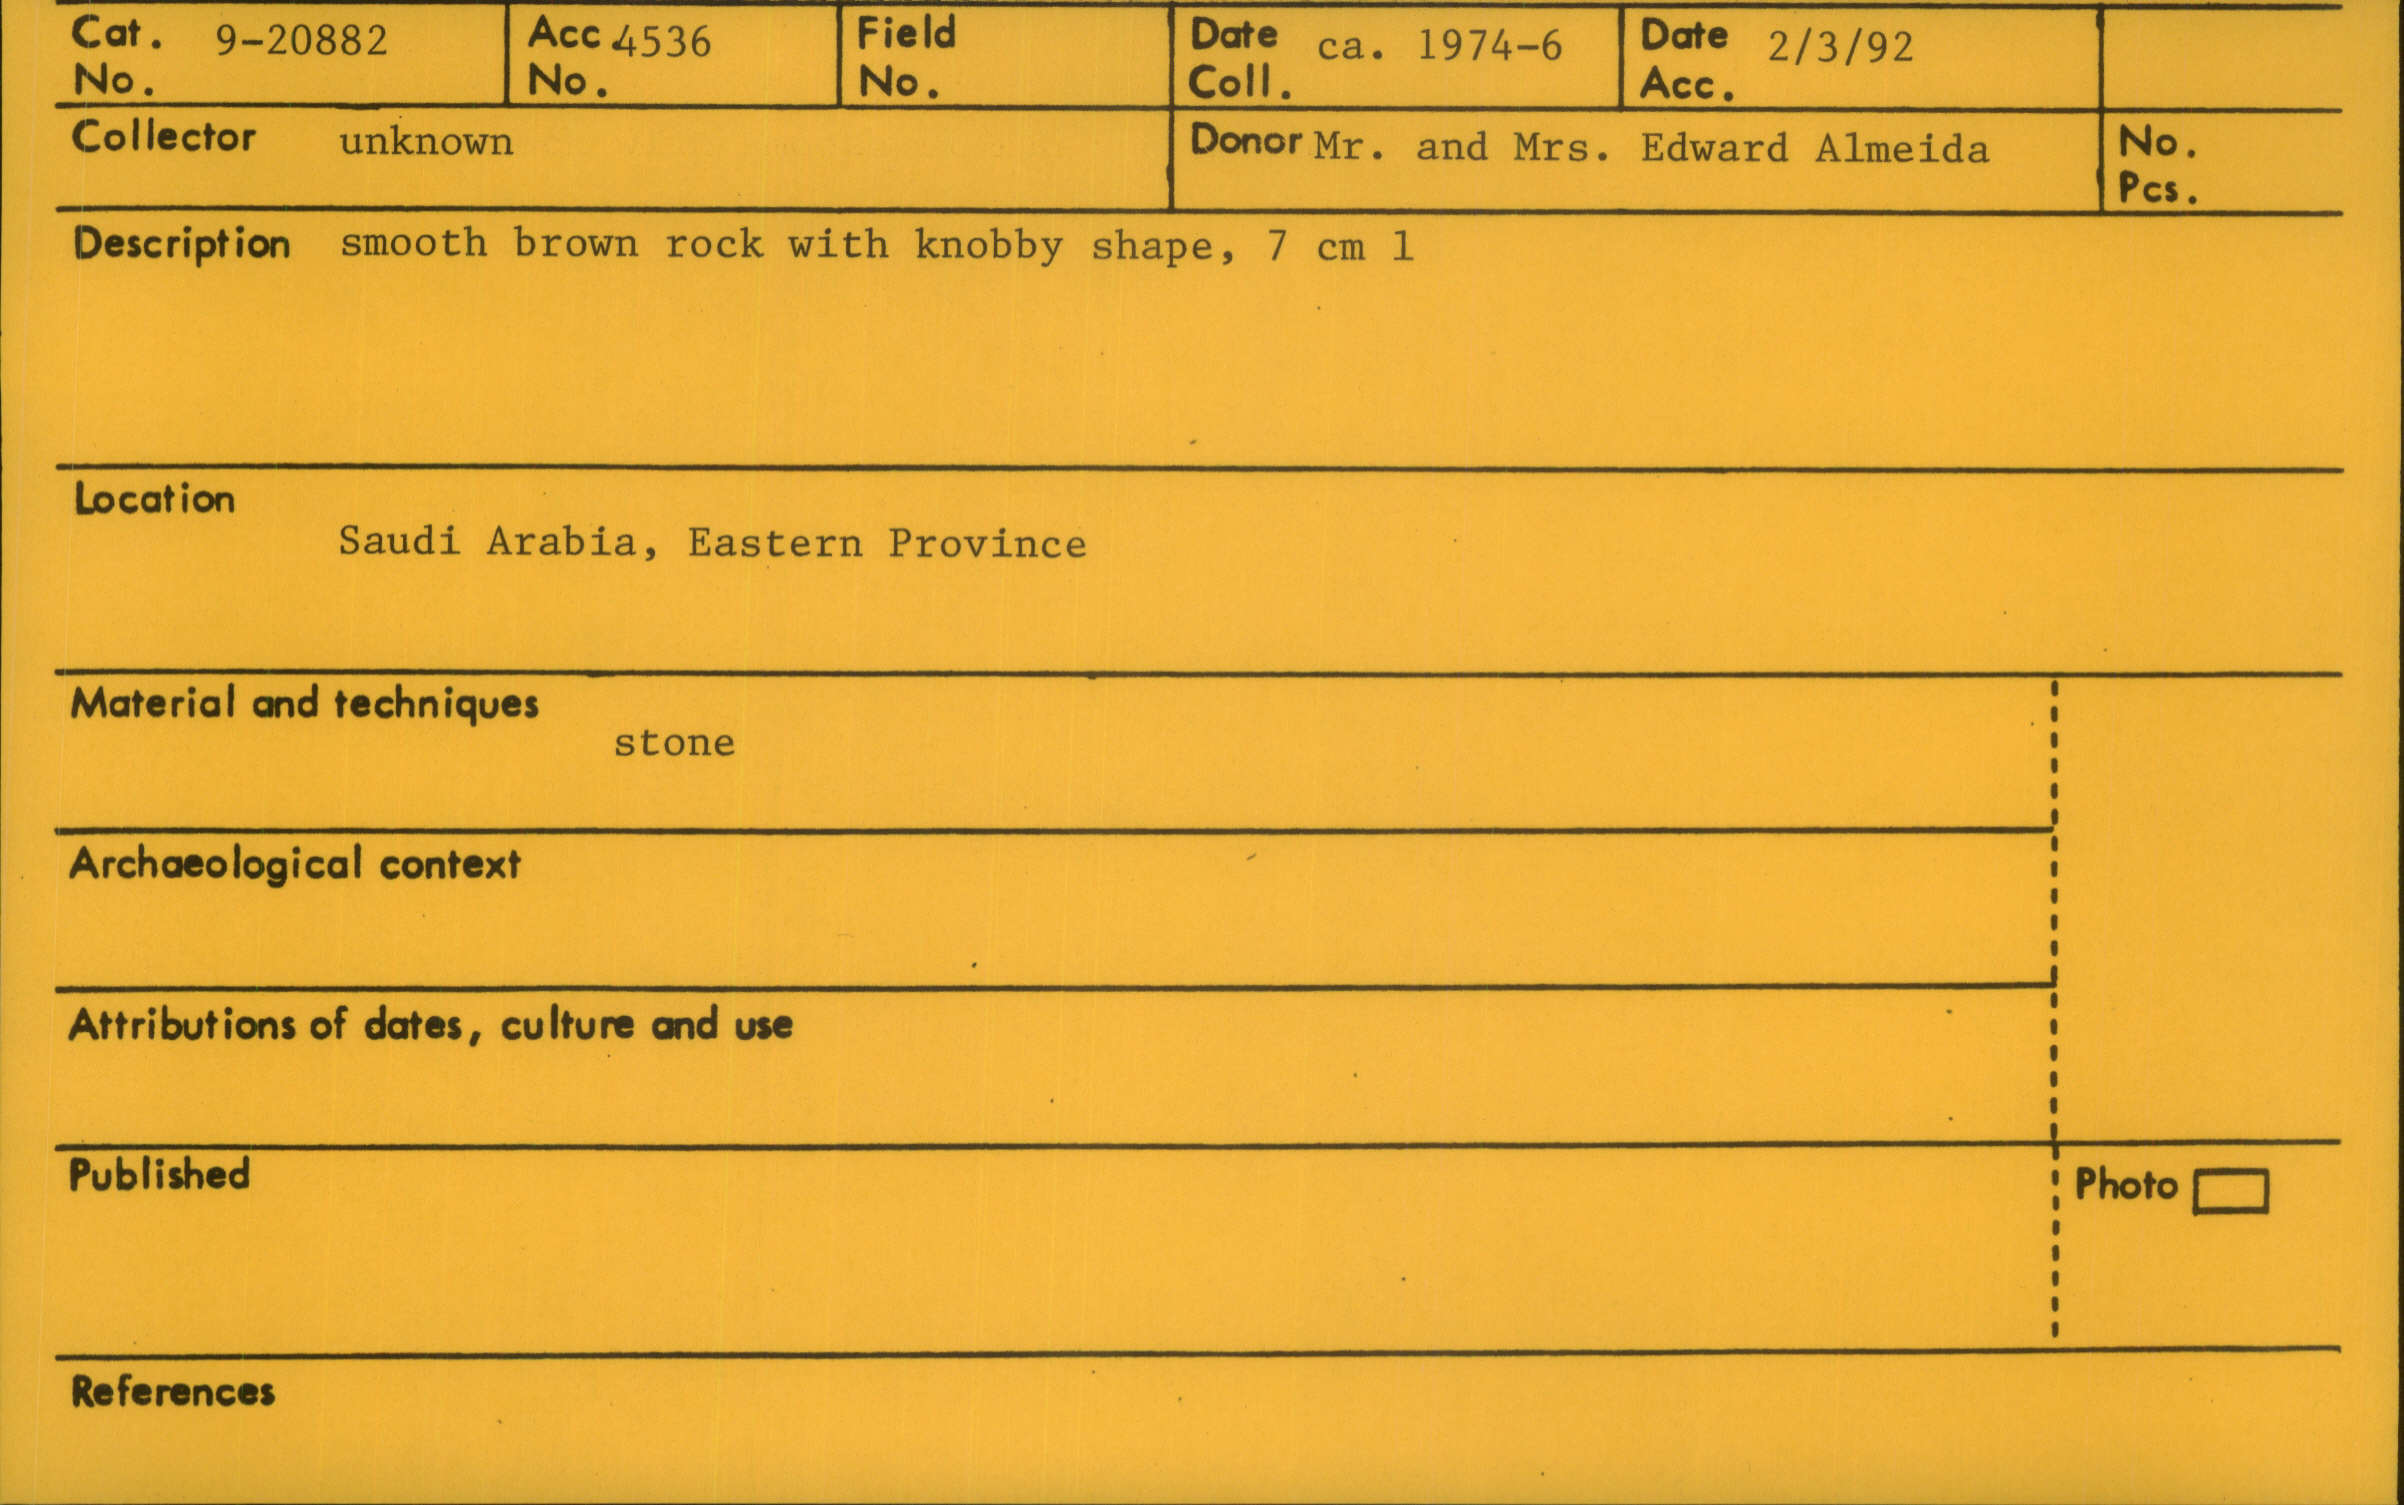 Cat. No. 9-20882 Acc. No. 4536 Field No. Date Coll. ca. 1974-6 Date Acc. 2/3/92
Collector unknown Donor Mr. and Mrs. Edward Almeida No. Pcs.
Description smooth brown rock with knobby shape, 7 cm l
Location
Saudi Arabia, Eastern Province
Material and techniques
stone
Archaeological context
Attributions of dates, culture and use
Published
Photo
References